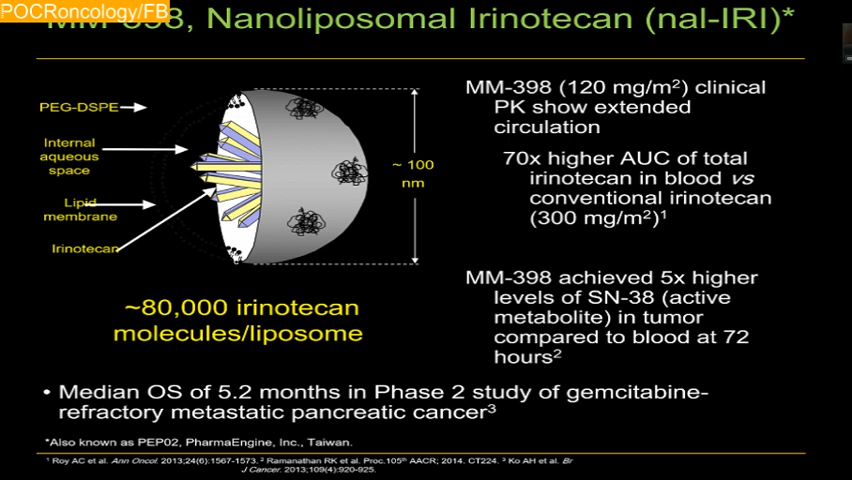 POCRoncology/FB
MM-398, Nanoliposomal Irinotecan (nal-IRI)*
PEG-DSPE
Internal
aqueous
space
Lipid
membrane
Irinotecan
~ 100
nm
~80,000 irinotecan
molecules/liposome
MM-398 (120 mg/m²) clinical
PK show extended
circulation
70x higher AUC of total
irinotecan in blood vs
conventional irinotecan
(300 mg/m²)¹
MM-398 achieved 5x higher
levels of SN-38 (active
metabolite) in tumor
compared to blood at 72
hours²
• Median OS of 5.2 months in Phase 2 study of gemcitabine-
refractory metastatic pancreatic cancer³
*Also known as PEP02, PharmaEngine, Inc., Taiwan.
¹ Roy AC et al. Ann Oncol. 2013;24(6):1567-1573. ² Ramanathan RK et al. Proc.105th AACR; 2014. CT224. ³ Ko AH et al. Br
J Cancer. 2013;109(4):920-925.